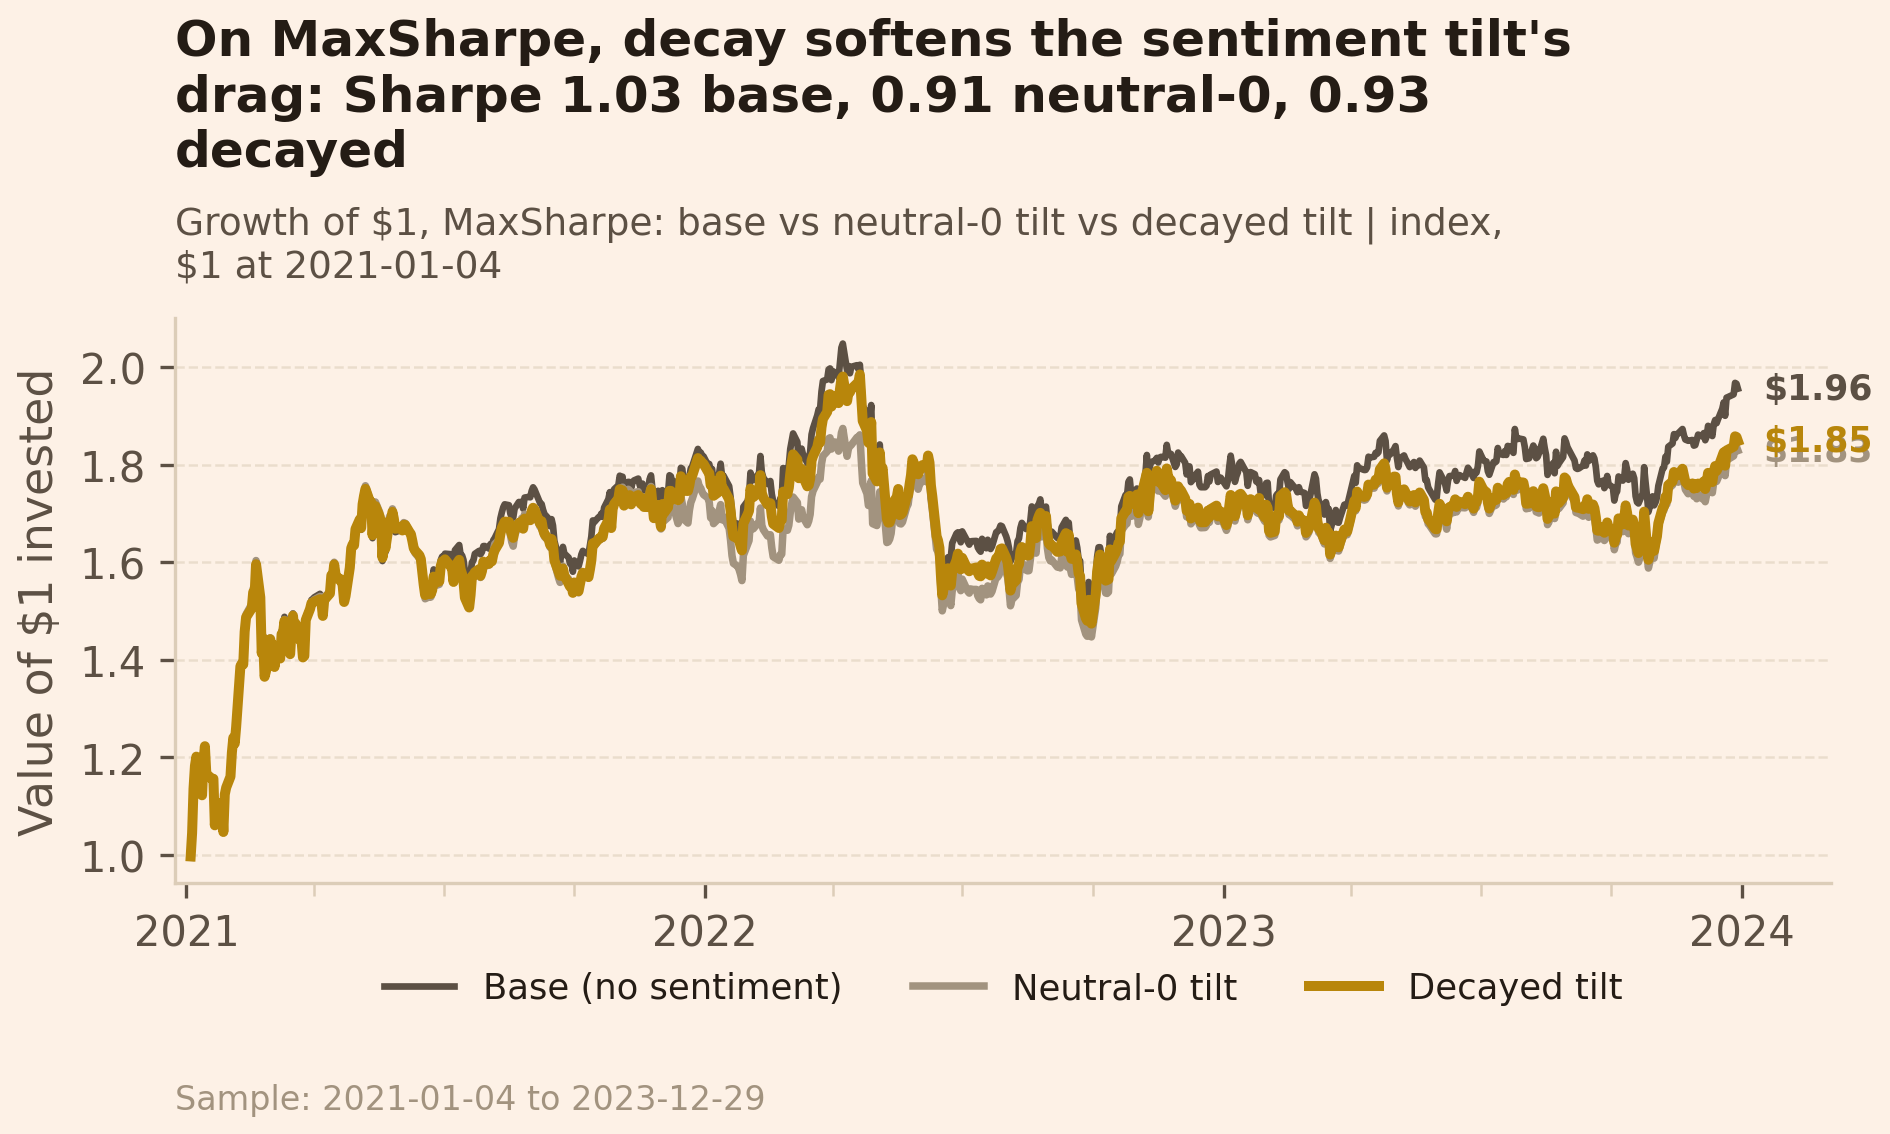 On MaxSharpe, decay softens the sentiment tilt's
drag: Sharpe 1.03 base, 0.91 neutral-0, 0.93
decayed
Growth of $1, MaxSharpe: base vs neutral-0 tilt vs decayed tilt | index,
$1 at 2021-01-04
Value of $1 invested
2.0
1.8
1.6
1.4
1.2
1.0
$1.96
$1.85
$1.83
2021 2022 2023 2024
Base (no sentiment) Neutral-0 tilt Decayed tilt
Sample: 2021-01-04 to 2023-12-29